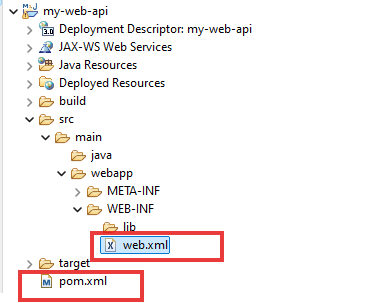 my-web-api
Deployment Descriptor: my-web-api
JAX-WS Web Services
Java Resources
Deployed Resources
build
src
main
java
webapp
META-INF
WEB-INF
lib
web.xml
target
pom.xml